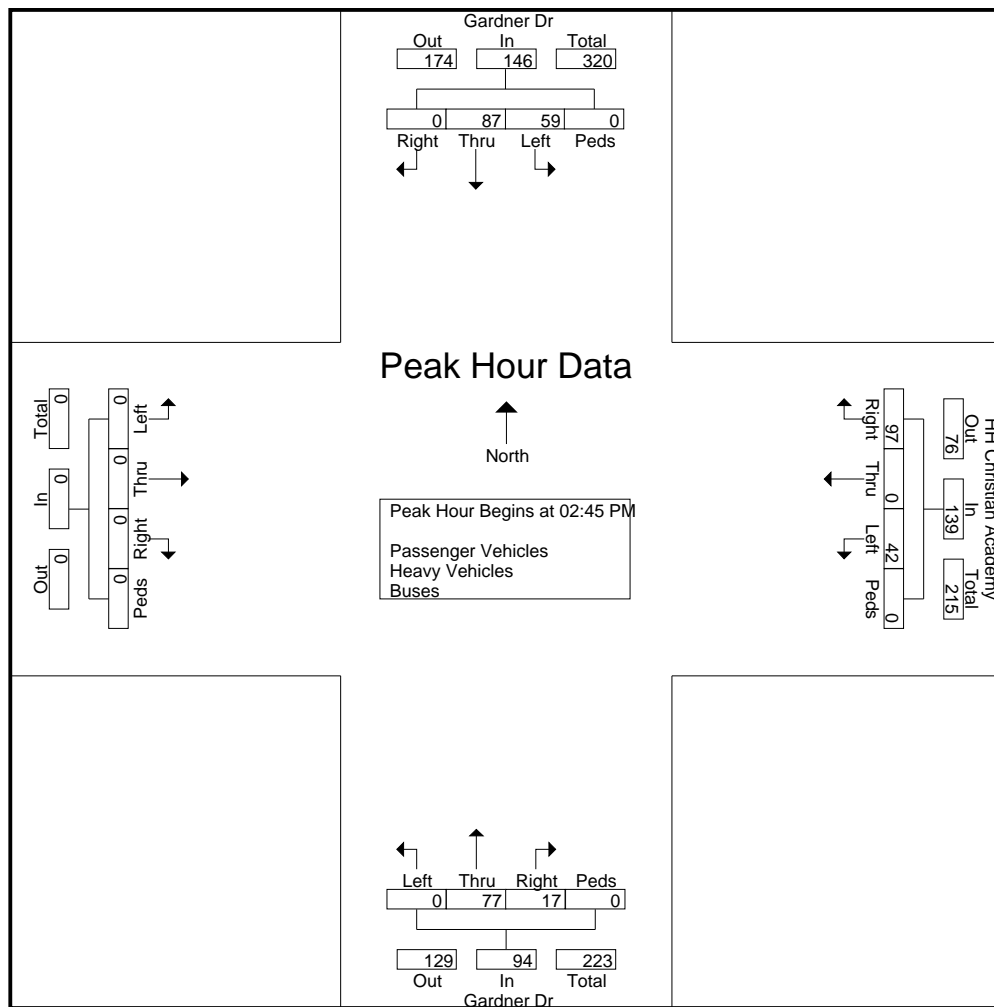 Gardner Dr
Out In Total
174 146 320
0 87 59 0
Right Thru Left Peds
Peak Hour Data
North
Peak Hour Begins at 02:45 PM
Passenger Vehicles
Heavy Vehicles
Buses
Total In Out
0 0 0
0 0 0 0
Left Thru Right Peds
Right Thru Left Peds
97 0 42 0
76 139 215
Out In Total
HH Christian Academy
Left Thru Right Peds
0 77 17 0
129 94 223
Out In Total
Gardner Dr